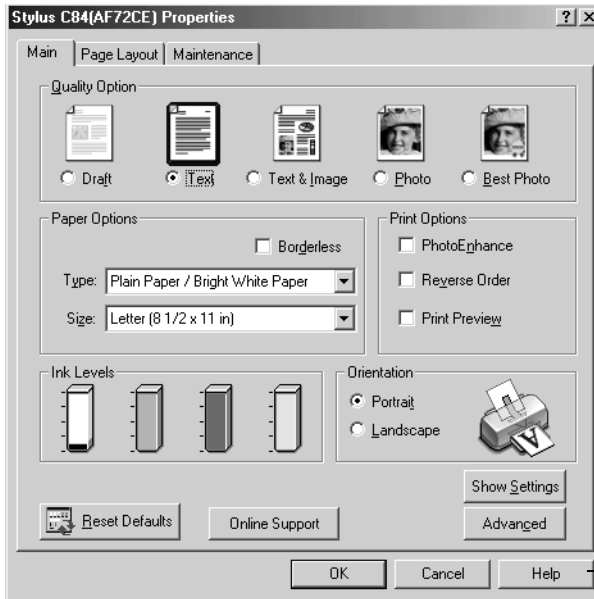 Stylus C84(AF72CE) Properties
Main Page Layout Maintenance
Quality Option
Draft Text Text & Image Photo Best Photo
Paper Options
Borderless
Type: Plain Paper / Bright White Paper
Size: Letter (8 1/2 x 11 in)
Print Options
PhotoEnhance
Reverse Order
Print Preview
Ink Levels
Orientation
Portrait
Landscape
Show Settings
Reset Defaults Online Support Advanced
OK Cancel Help